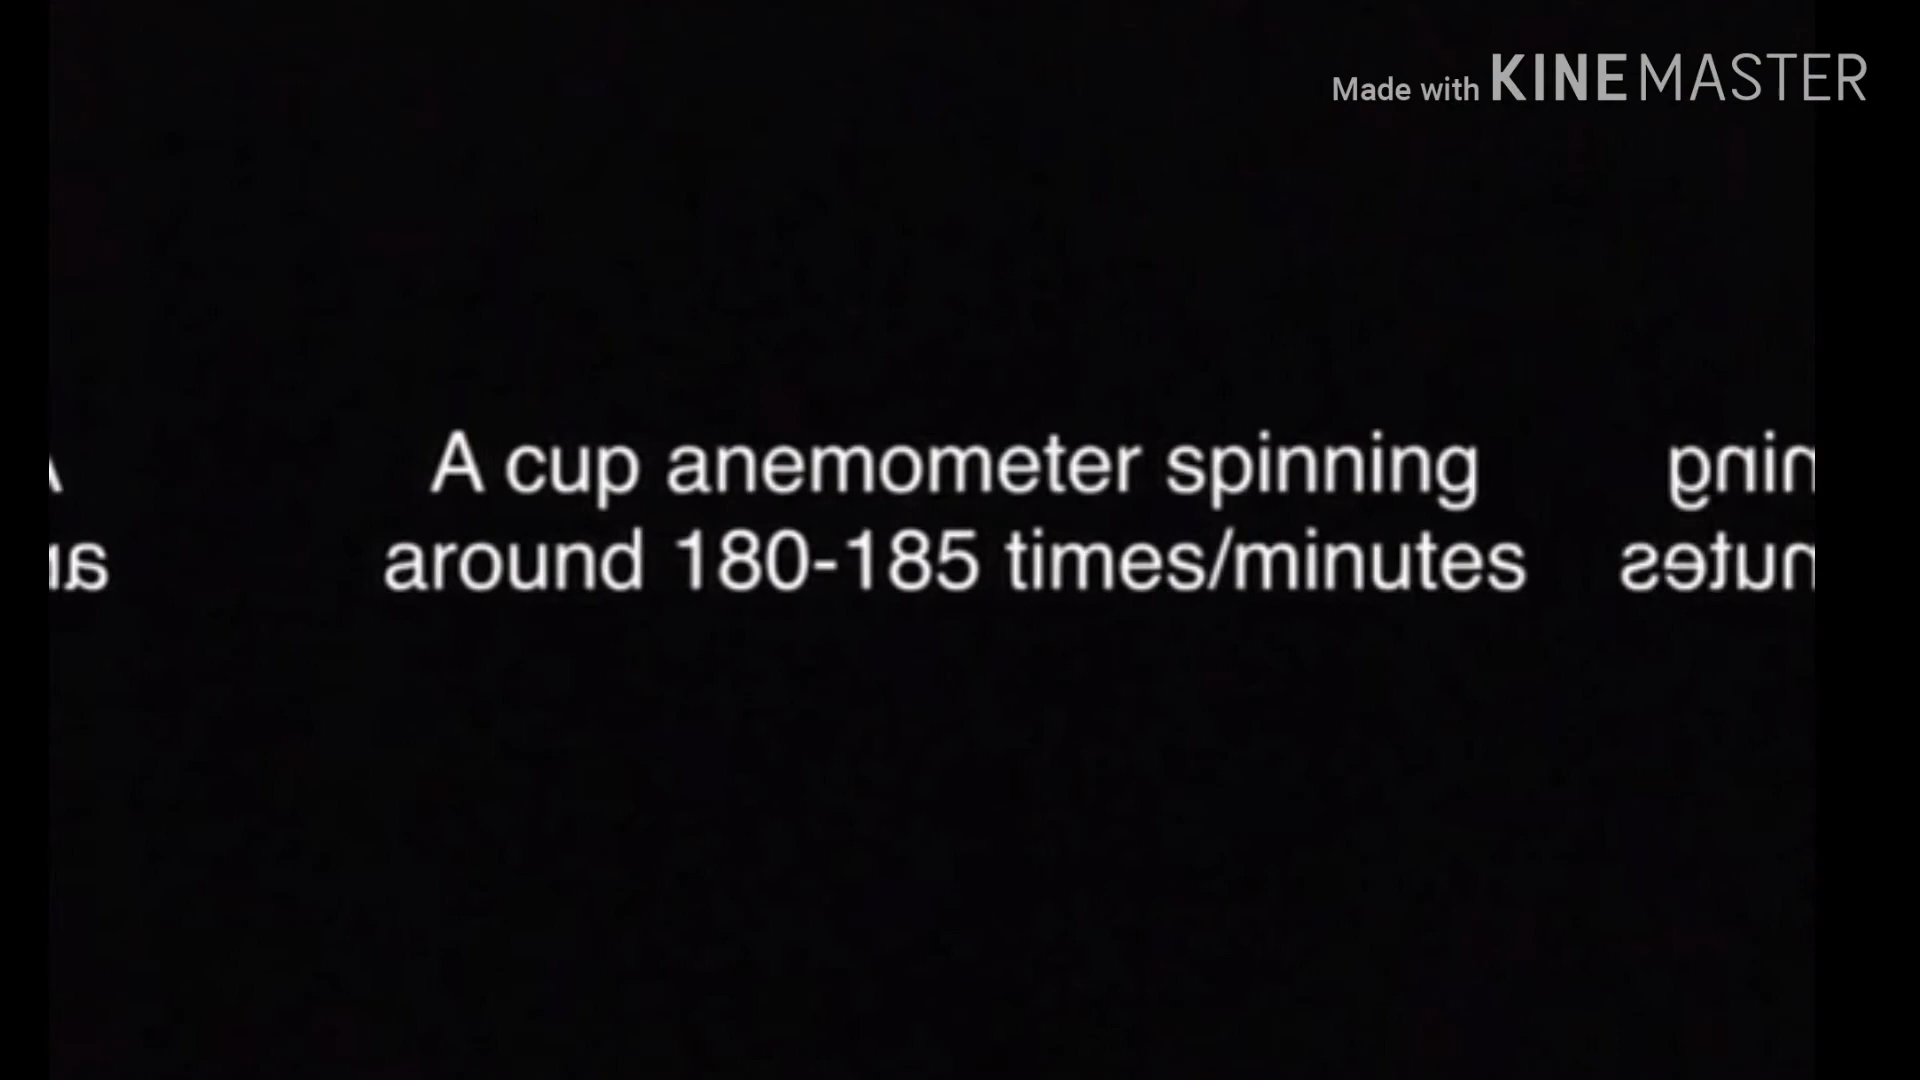 Made with KINEMASTER
A cup anemometer spinning
around 180-185 times/minutes